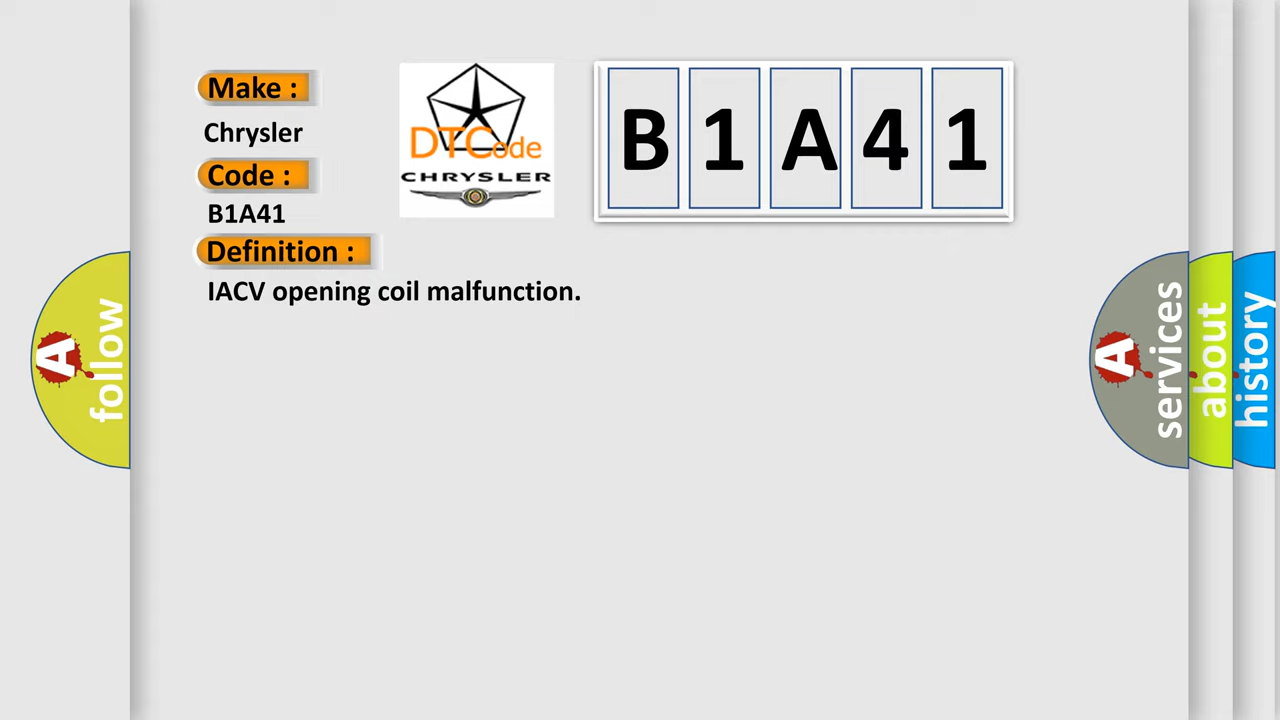 Make :
Chrysler
Code :
B1A41
Definition :
IACV opening coil malfunction.
DTCode
CHRYSLER
B 1 A 4 1
A follow
A services
about
history